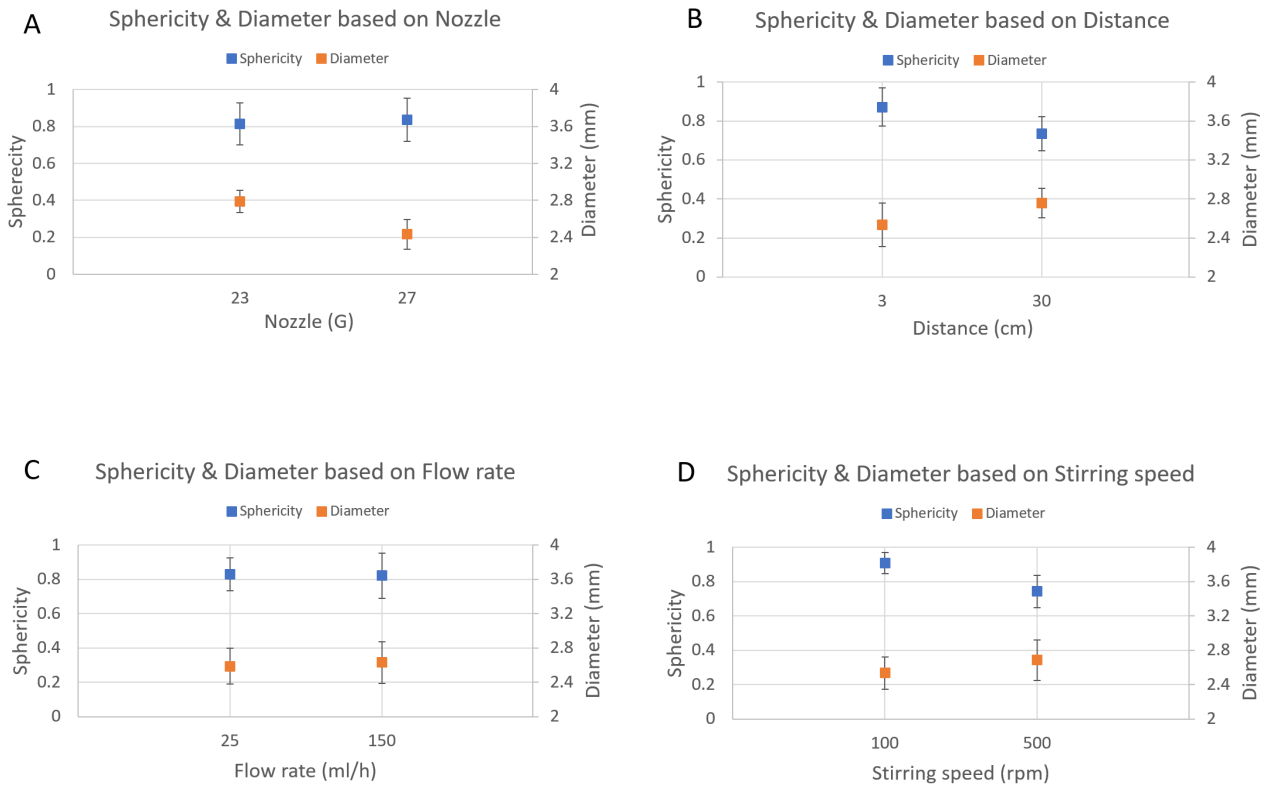 A
Sphericity & Diameter based on Nozzle
Sphericity Diameter
1
0.8
0.6
0.4
0.2
0
Spherecity
4
3.6
3.2
2.8
2.4
2
Diameter (mm)
23 27
Nozzle (G)
B
Sphericity & Diameter based on Distance
Sphericity Diameter
1
0.8
0.6
0.4
0.2
0
Sphericity
4
3.6
3.2
2.8
2.4
2
Diameter (mm)
3 30
Distance (cm)
C
Sphericity & Diameter based on Flow rate
Sphericity Diameter
1
0.8
0.6
0.4
0.2
0
Sphericity
4
3.6
3.2
2.8
2.4
2
Diameter (mm)
25 150
Flow rate (ml/h)
D
Sphericity & Diameter based on Stirring speed
Sphericity Diameter
1
0.8
0.6
0.4
0.2
0
Sphericity
4
3.6
3.2
2.8
2.4
2
Diameter (mm)
100 500
Stirring speed (rpm)